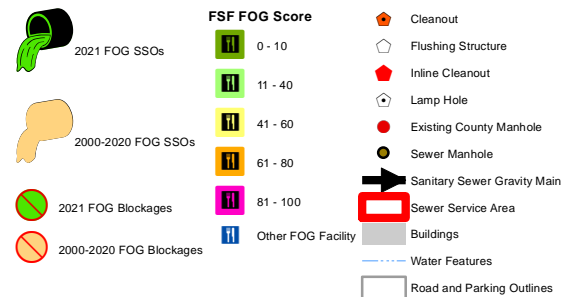 2021 FOG SSOs
2000-2020 FOG SSOs
2021 FOG Blockages
2000-2020 FOG Blockages
FSF FOG Score
0 - 10
11 - 40
41 - 60
61 - 80
81 - 100
Other FOG Facility
Cleanout
Flushing Structure
Inline Cleanout
Lamp Hole
Existing County Manhole
Sewer Manhole
Sanitary Sewer Gravity Main
Sewer Service Area
Buildings
Water Features
Road and Parking Outlines